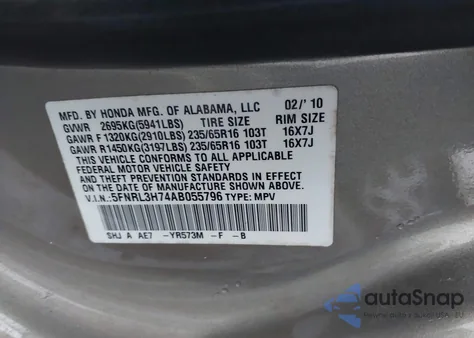 MFD. BY HONDA MFG. OF ALABAMA, LLC 02/'10
GVWR 2695KG(5941LBS) TIRE SIZE RIM SIZE
GAWR F 1320KG(2910LBS) 235/65R16 103T 16X7J
GAWR R1450KG(3197LBS) 235/65R16 103T 16X7J
THIS VEHICLE CONFORMS TO ALL APPLICABLE
FEDERAL MOTOR VEHICLE SAFETY
AND THEFT PREVENTION STANDARDS IN EFFECT
ON THE DATE OF MANUFACTURE SHOWN ABOVE.
V.I.N.:5FNRL3H74AB055796 TYPE: MPV
SHJ A AE7 -YR573M -F -B
autoSnap